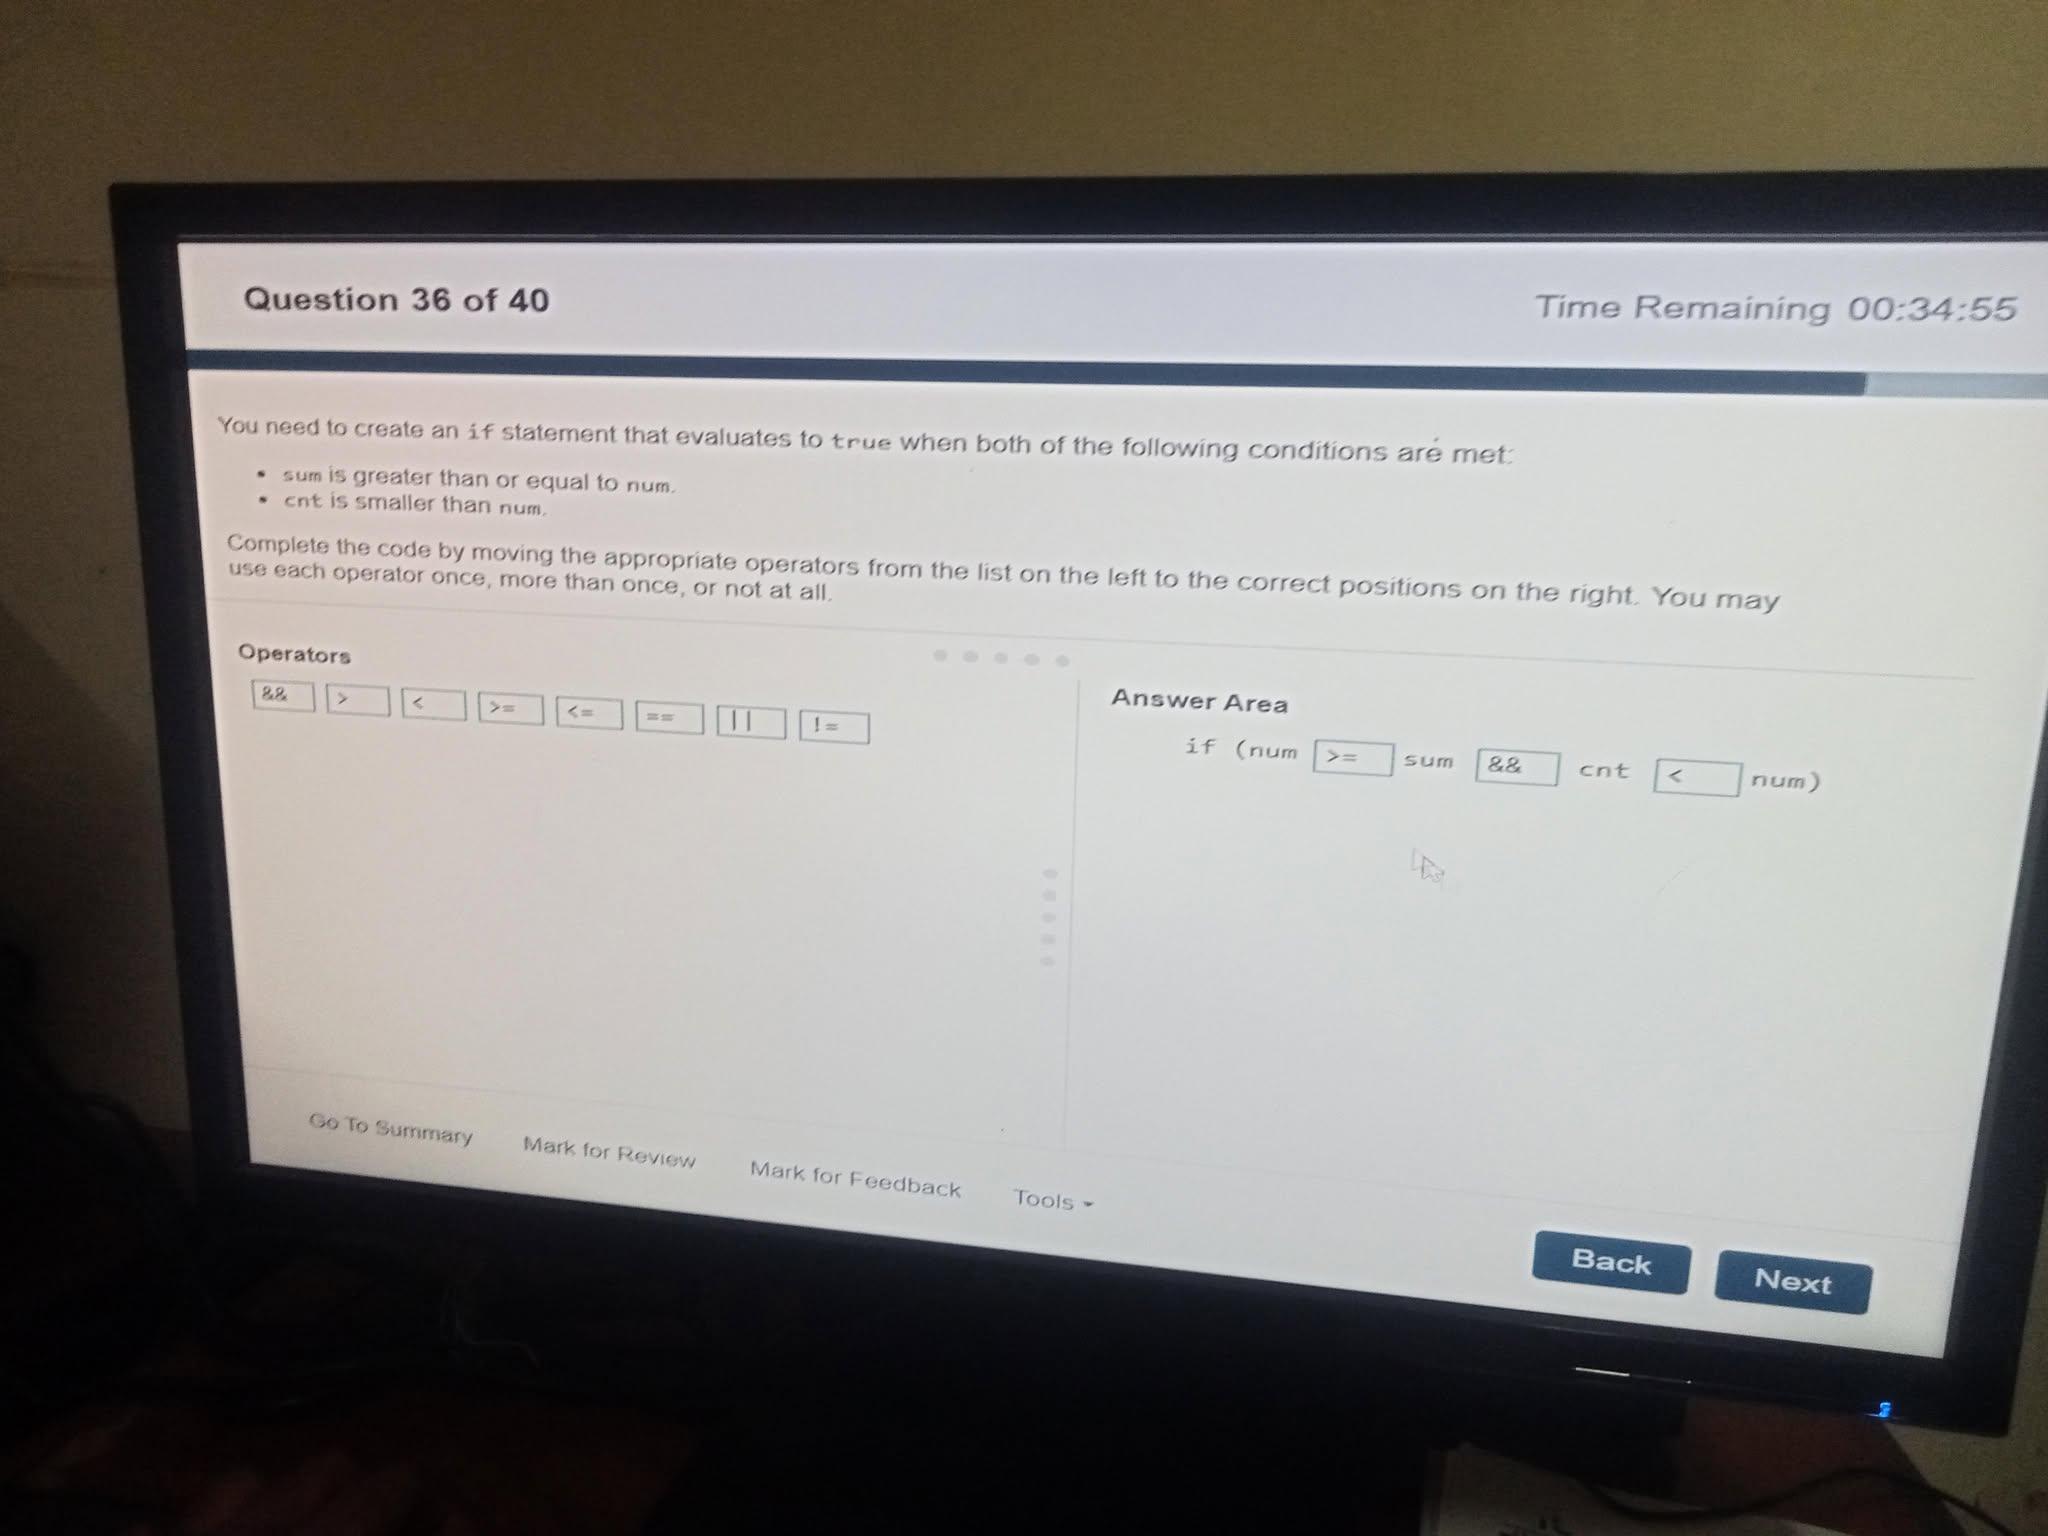 Question 36 of 40
Time Remaining 00:34:55
You need to create an if statement that evaluates to true when both of the following conditions are met:
• sum is greater than or equal to num.
• cnt is smaller than num.
Complete the code by moving the appropriate operators from the list on the left to the correct positions on the right. You may
use each operator once, more than once, or not at all.
Operators
&& > < >= <= == || !=
Answer Area
if (num >= sum && cnt < num)
Go To Summary
Mark for Review
Mark for Feedback
Tools
Back
Next